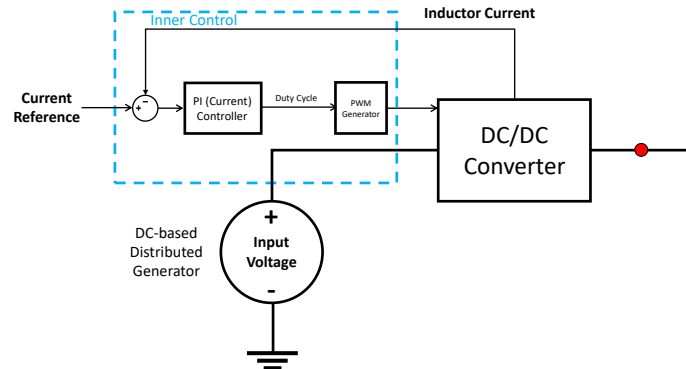 Inner Control
Inductor Current
-
+
Current
Reference
PI (Current)
Controller
Duty Cycle
PWM
Generator
DC/DC
Converter
DC-based
Distributed
Generator
+
Input
Voltage
-